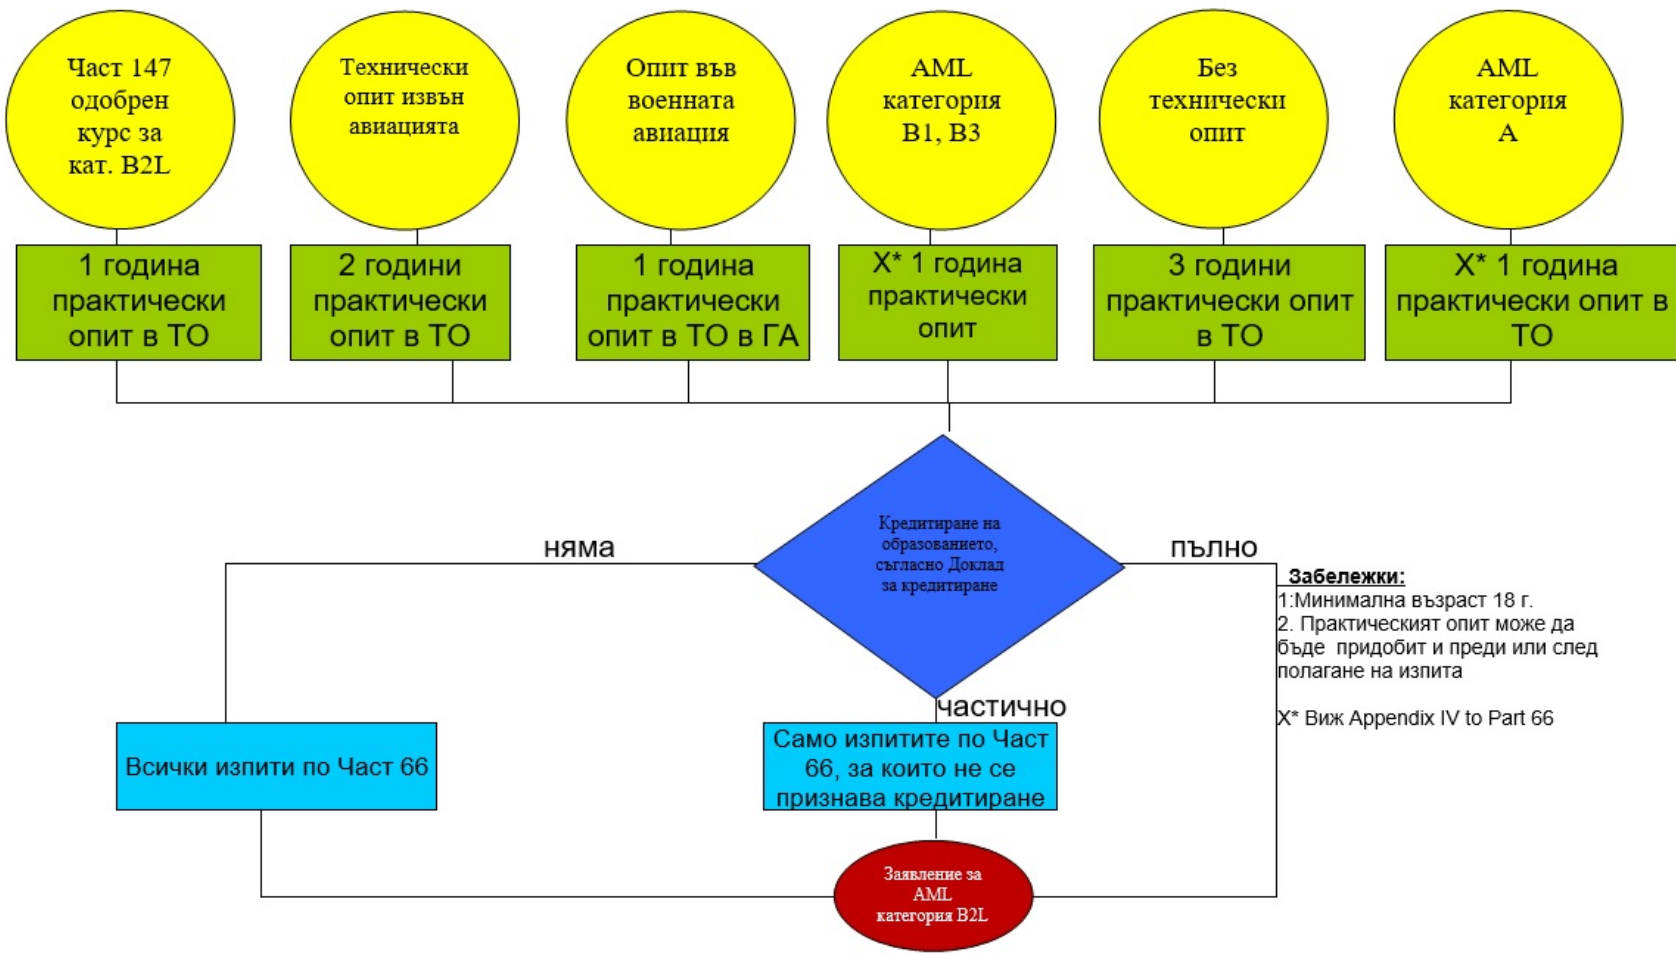 Част 147
одобрен
курс за
кат. B2L
Технически
опит извън
авиацията
Опит във
военната
авиация
AML
категория
B1, B3
Без
технически
опит
AML
категория
А
1 година
практически
опит в ТО
2 години
практически
опит в ТО
1 година
практически
опит в ТО в ГА
X* 1 година
практически
опит
3 години
практически опит
в ТО
X* 1 година
практически опит в
ТО
Кредитиране на
образованието,
съгласно Доклад
за кредитиране
няма
пълно
частично
Забележки:
1:Минимална възраст 18 г.
2. Практическият опит може да
бъде придобит и преди или след
полагане на изпита
X* Виж Appendix IV to Part 66
Всички изпити по Част 66
Само изпитите по Част
66, за които не се
признава кредитиране
Заявление за
AML
категория B2L